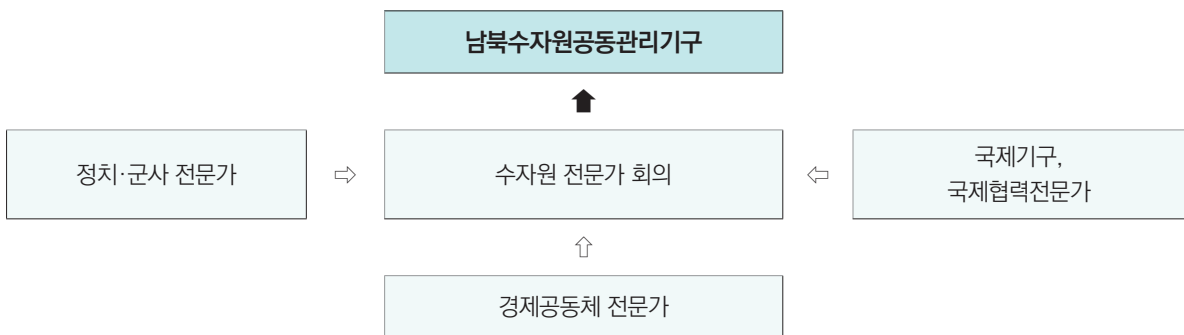 남북수자원공동관리기구
정치·군사 전문가
수자원 전문가 회의
국제기구,
국제협력전문가
경제공동체 전문가